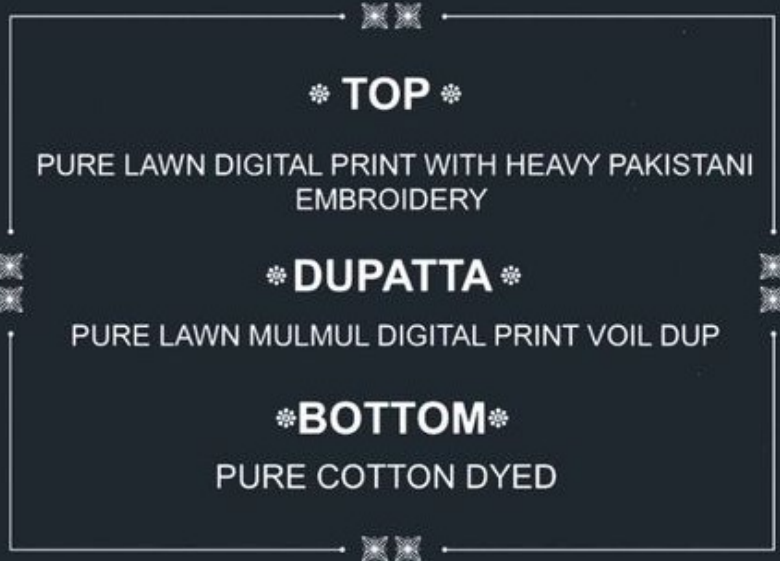 TOP
PURE LAWN DIGITAL PRINT WITH HEAVY PAKISTANI
EMBROIDERY
DUPATTA
PURE LAWN MULMUL DIGITAL PRINT VOIL DUP
BOTTOM
PURE COTTON DYED